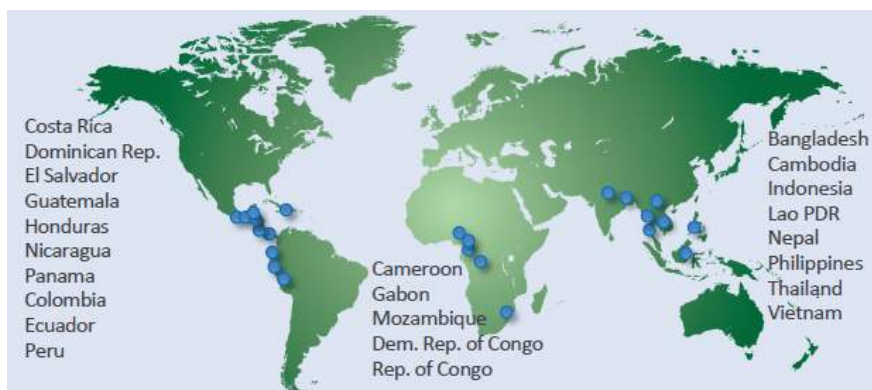 Costa Rica
Dominican Rep.
El Salvador
Guatemala
Honduras
Nicaragua
Panama
Colombia
Ecuador
Peru
Cameroon
Gabon
Mozambique
Dem. Rep. of Congo
Rep. of Congo
Bangladesh
Cambodia
Indonesia
Lao PDR
Nepal
Philippines
Thailand
Vietnam